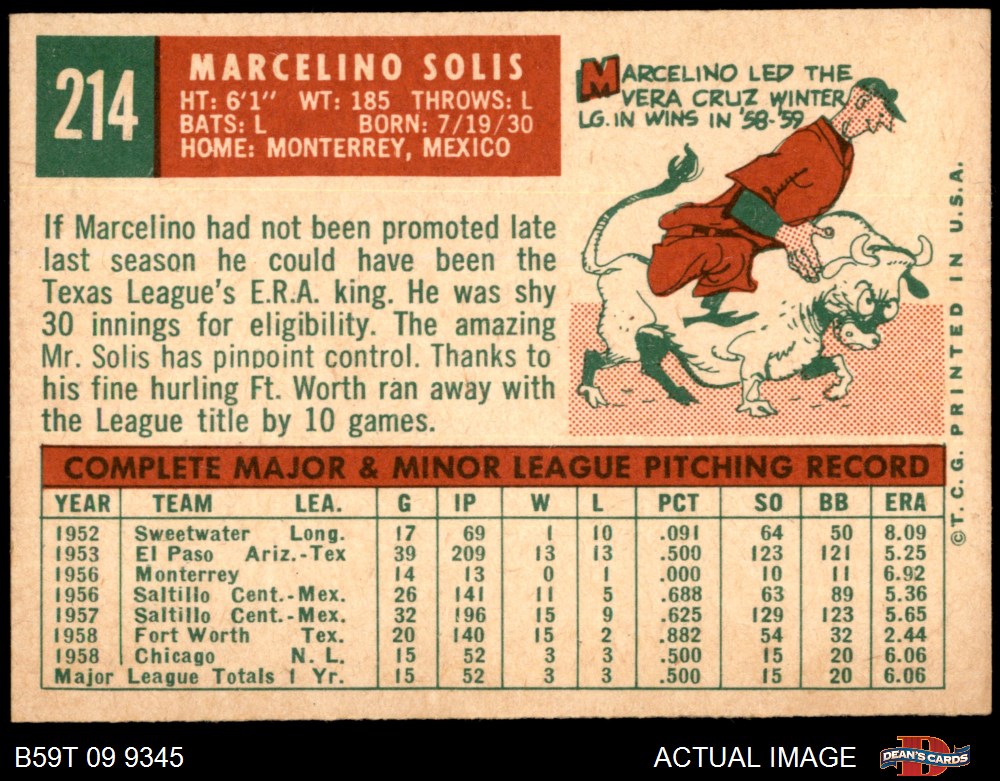 214
MARCELINO SOLIS
HT: 6'1" WT: 185 THROWS: L
BATS: L BORN: 7/19/30
HOME: MONTERREY, MEXICO
MARCELINO LED THE
VERA CRUZ WINTER
LG. IN WINS IN '58-'59
If Marcelino had not been promoted late
last season he could have been the
Texas League's E.R.A. king. He was shy
30 innings for eligibility. The amazing
Mr. Solis has pinpoint control. Thanks to
his fine hurling Ft. Worth ran away with
the League title by 10 games.
COMPLETE MAJOR & MINOR LEAGUE PITCHING RECORD
YEAR TEAM LEA. G IP W L PCT SO BB ERA
1952 Sweetwater Long. 17 69 1 10 .091 64 50 8.09
1953 El Paso Ariz.-Tex 39 209 13 13 .500 123 121 5.25
1956 Monterrey 14 13 0 1 .000 10 11 6.92
1956 Saltillo Cent.-Mex. 26 141 11 5 .688 63 89 5.36
1957 Saltillo Cent.-Mex. 32 196 15 9 .625 129 123 5.65
1958 Fort Worth Tex. 20 140 15 2 .882 54 32 2.44
1958 Chicago N. L. 15 52 3 3 .500 15 20 6.06
Major League Totals 1 Yr. 15 52 3 3 .500 15 20 6.06
©T. C. G. PRINTED IN U.S.A.
B59T 09 9345
ACTUAL IMAGE
DEAN'S CARDS